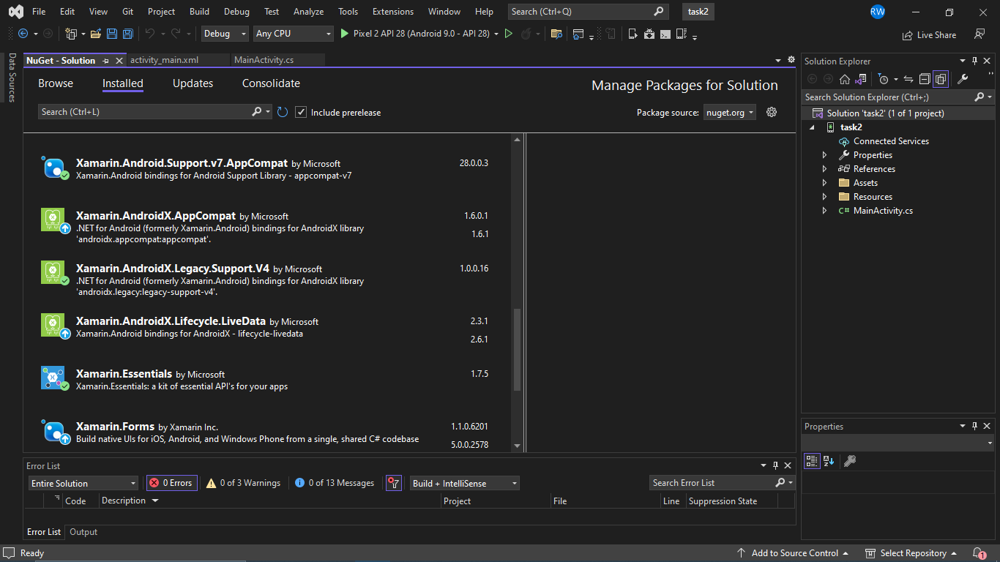 File Edit View Git Project Build Debug Test Analyze Tools Extensions Window Help Search (Ctrl+Q) task2 RW
Debug Any CPU Pixel 2 API 28 (Android 9.0 - API 28) Live Share
Data Sources
NuGet - Solution activity_main.xml MainActivity.cs
Browse Installed Updates Consolidate Manage Packages for Solution
Search (Ctrl+L) Include prerelease Package source: nuget.org
Xamarin.Android.Support.v7.AppCompat by Microsoft 28.0.0.3
Xamarin.Android bindings for Android Support Library - appcompat-v7
Xamarin.AndroidX.AppCompat by Microsoft 1.6.0.1
.NET for Android (formerly Xamarin.Android) bindings for AndroidX library 1.6.1
'androidx.appcompat:appcompat'.
Xamarin.AndroidX.Legacy.Support.V4 by Microsoft 1.0.0.16
.NET for Android (formerly Xamarin.Android) bindings for AndroidX library
'androidx.legacy:legacy-support-v4'.
Xamarin.AndroidX.Lifecycle.LiveData by Microsoft 2.3.1
Xamarin.Android bindings for AndroidX - lifecycle-livedata 2.6.1
Xamarin.Essentials by Microsoft 1.7.5
Xamarin.Essentials: a kit of essential API's for your apps
Xamarin.Forms by Xamarin Inc. 1.1.0.6201
Build native UIs for iOS, Android, and Windows Phone from a single, shared C# codebase 5.0.0.2578
Solution Explorer
Search Solution Explorer (Ctrl+;)
Solution 'task2' (1 of 1 project)
task2
Connected Services
Properties
References
Assets
Resources
C# MainActivity.cs
Properties
Error List
Entire Solution 0 Errors 0 of 3 Warnings 0 of 13 Messages Build + IntelliSense Search Error List
Code Description Project File Line Suppression State
Error List Output
Ready Add to Source Control Select Repository 1